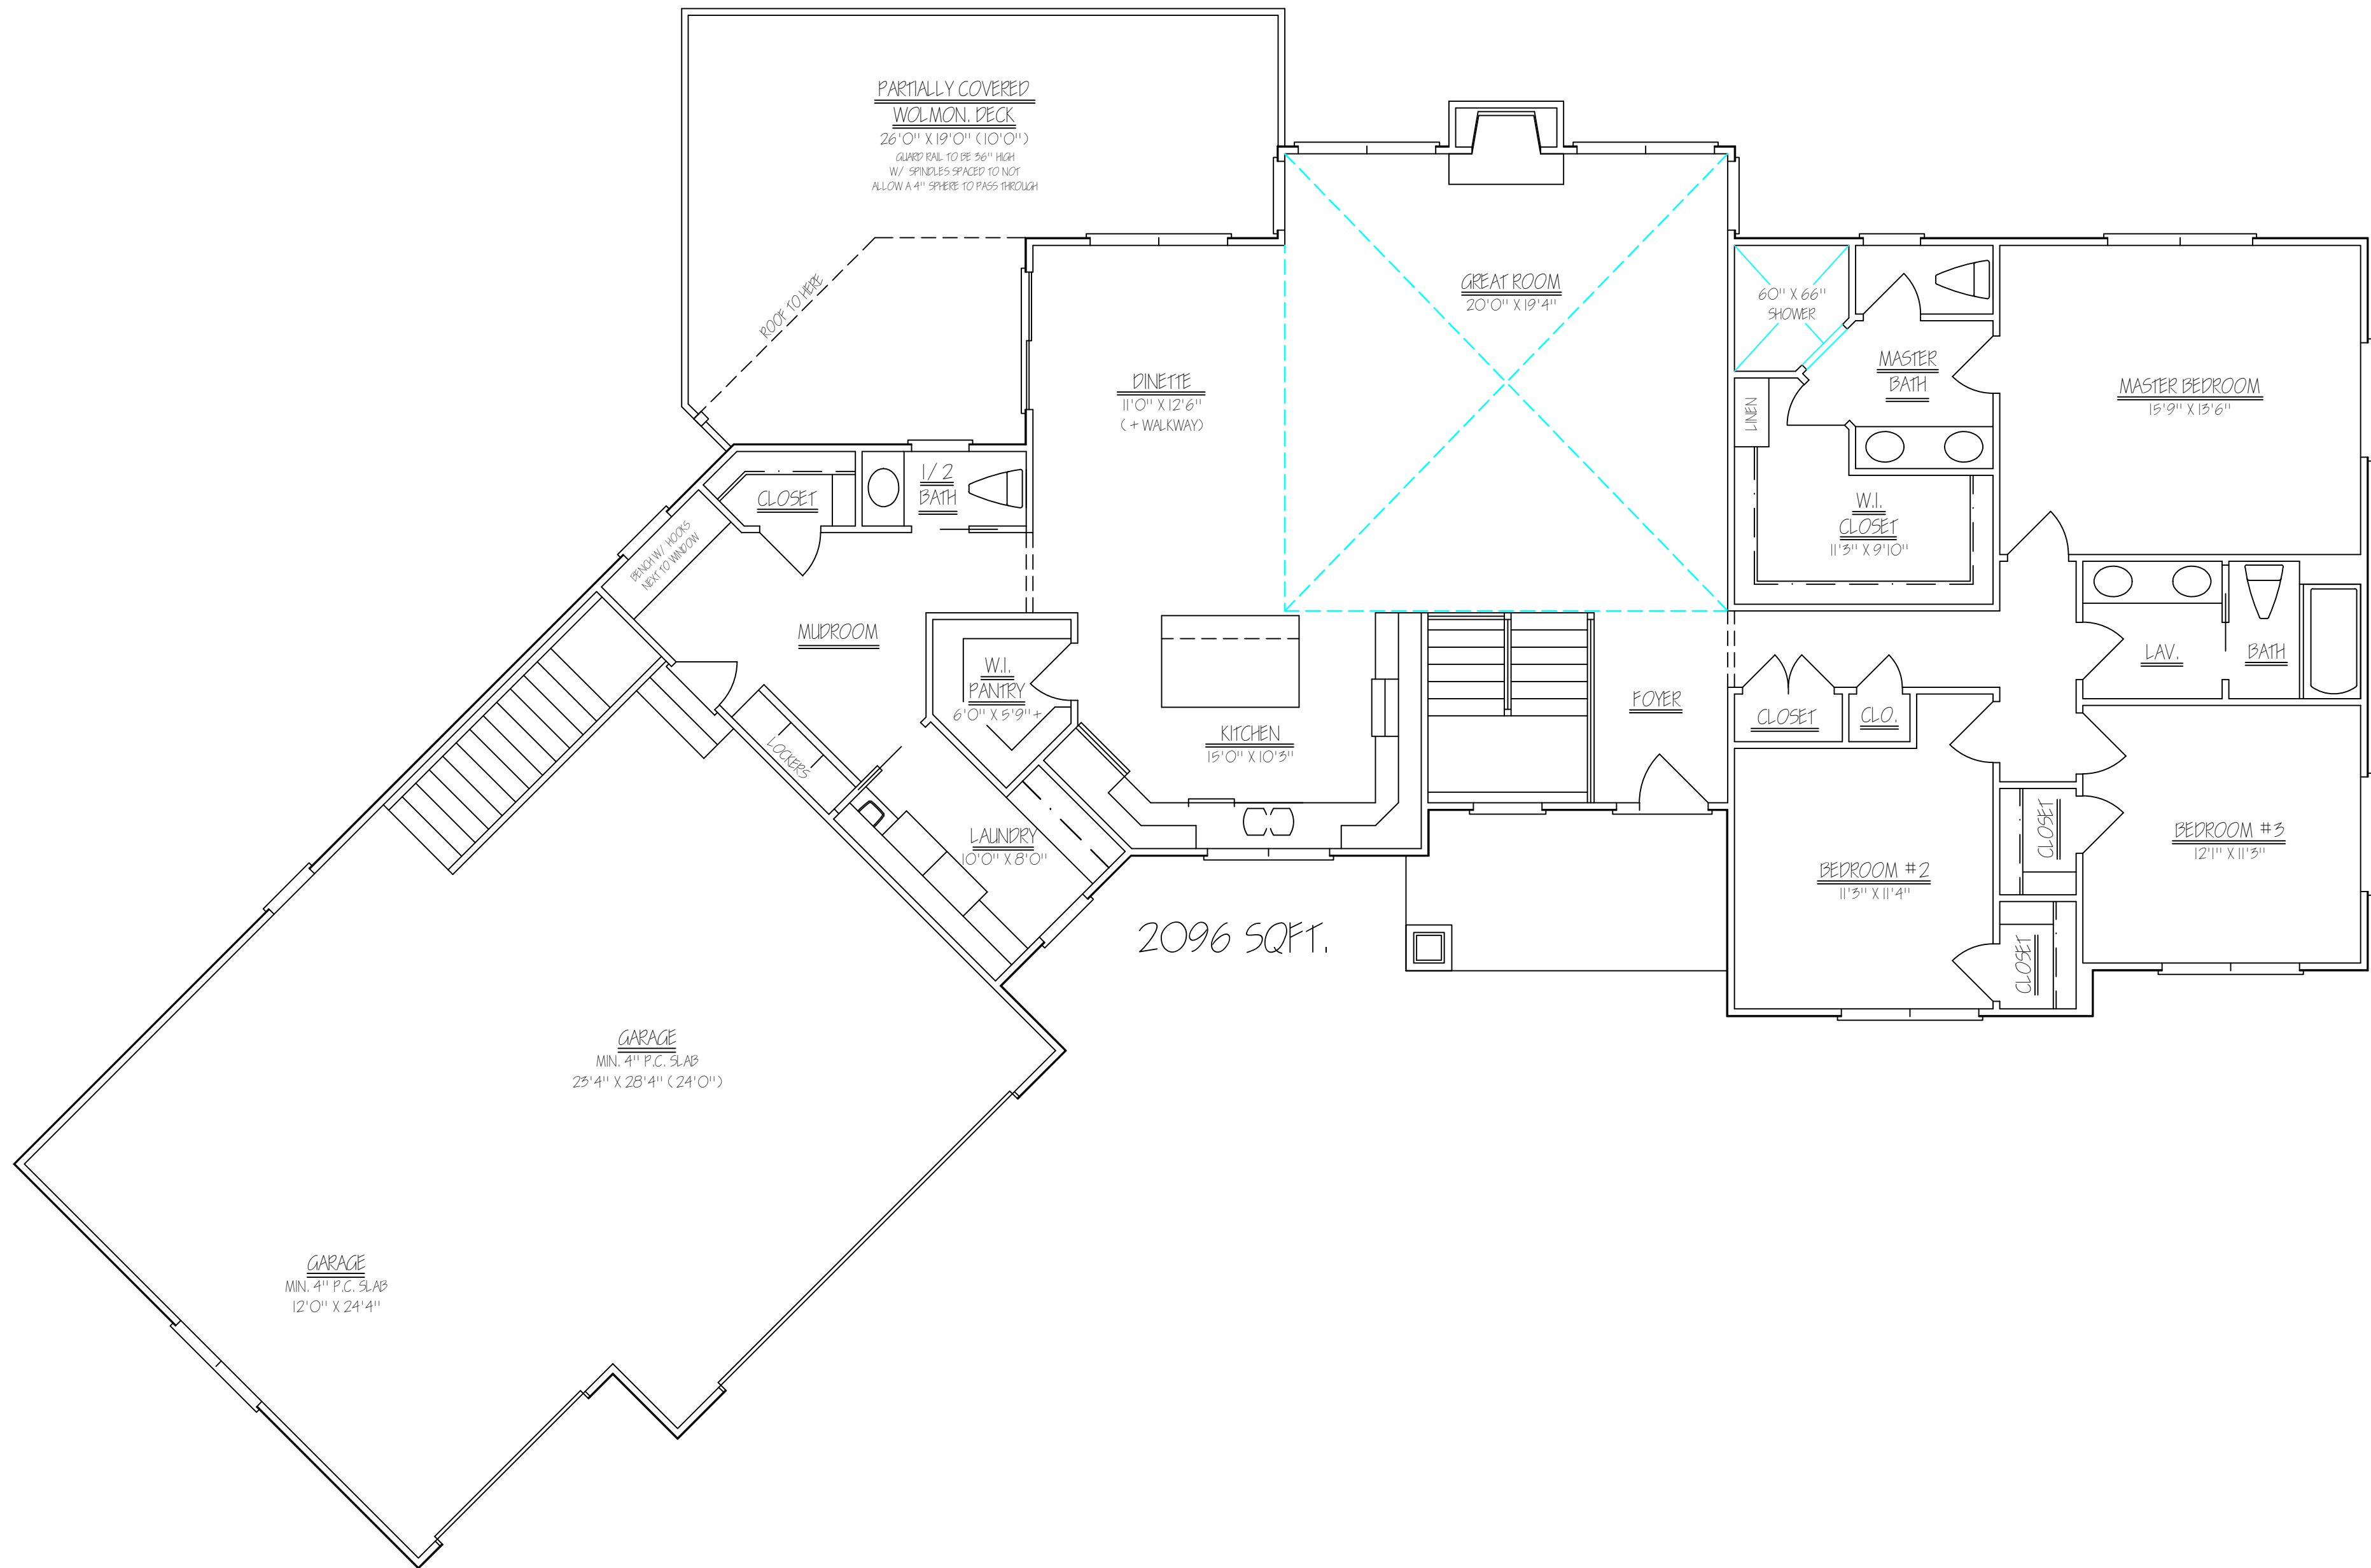 PARTIALLY COVERED
WOLMON. DECK
26'0" X 19'0" (10'0")
GUARD RAIL TO BE 36" HIGH
W/ SPINDLES SPACED TO NOT
ALLOW A 4" SPHERE TO PASS THROUGH
ROOF TO HERE
GREAT ROOM
20'0" X 19'4"
60" X 66"
SHOWER
MASTER
BATH
MASTER BEDROOM
15'9" X 13'6"
DINETTE
11'0" X 12'6"
( + WALKWAY)
LINEN
1/2
BATH
CLOSET
BENCH W/ HOOKS
NEXT TO WINDOW
W.I.
CLOSET
11'3" X 9'10"
MUDROOM
W.I.
PANTRY
6'0" X 5'9"+
LAV.
BATH
FOYER
CLOSET
CLO.
KITCHEN
15'0" X 10'3"
LOCKERS
LAUNDRY
10'0" X 8'0"
CLOSET
BEDROOM #3
12'1" X 11'3"
BEDROOM #2
11'3" X 11'4"
2096 SQFT.
CLOSET
GARAGE
MIN. 4" P.C. SLAB
23'4" X 28'4" (24'0")
GARAGE
MIN. 4" P.C. SLAB
12'0" X 24'4"